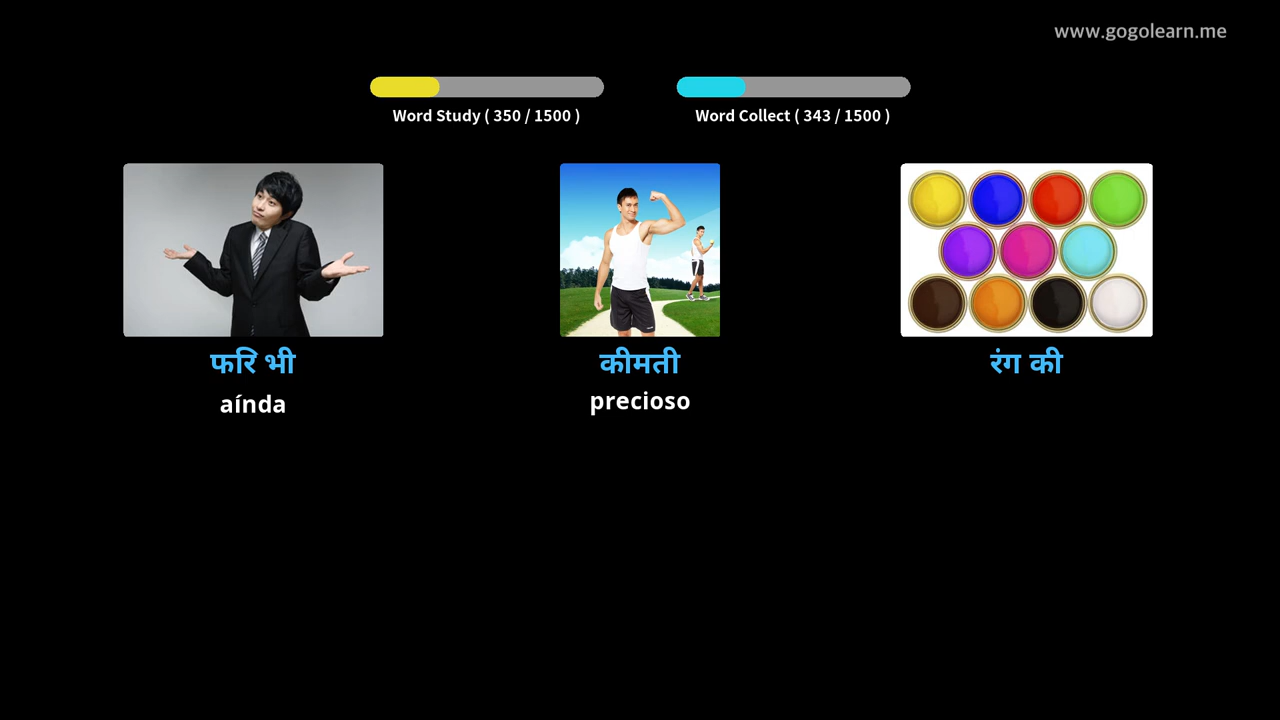 www.gogolearn.me
Word Study ( 350 / 1500 )
Word Collect ( 343 / 1500 )
फरि भी
कीमती
रंग की
aínda
precioso